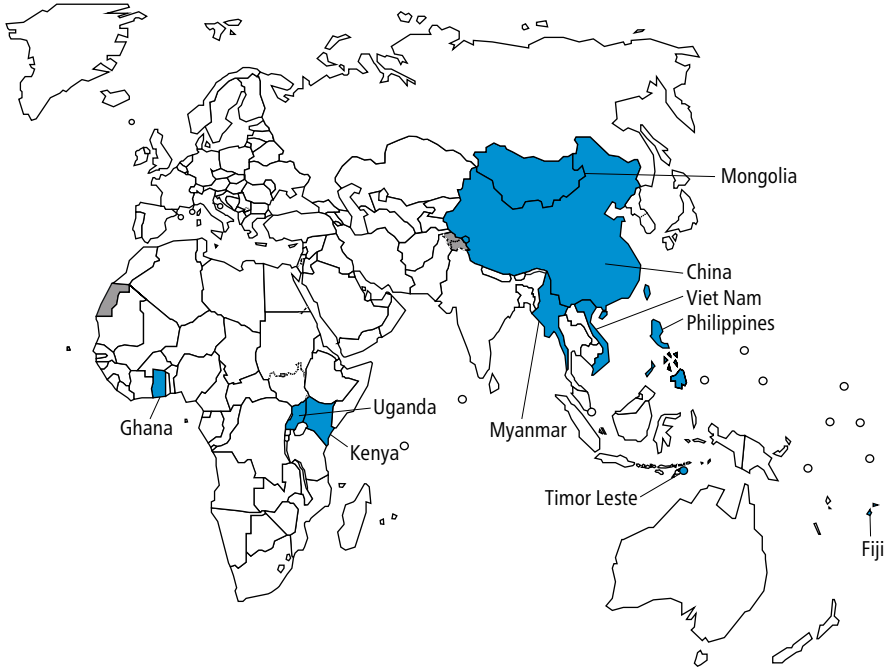 Mongolia
China
Viet Nam
Philippines
Uganda
Ghana
Myanmar
Kenya
Timor Leste
Fiji